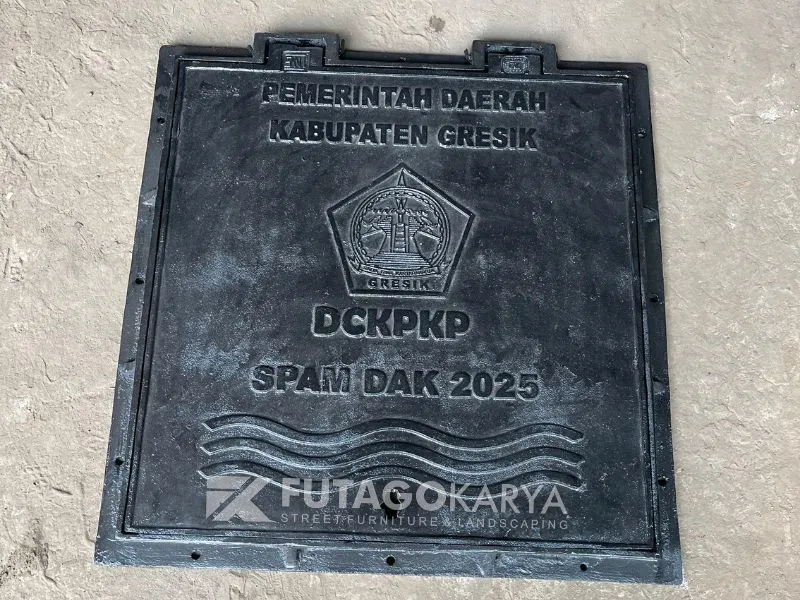 PEMERINTAH DAERAH
KABUPATEN GRESIK
GRESIK
DCKPKP
SPAM DAK 2025
FUTAGOKARYA
STREET FURNITURE & LANDSCAPING